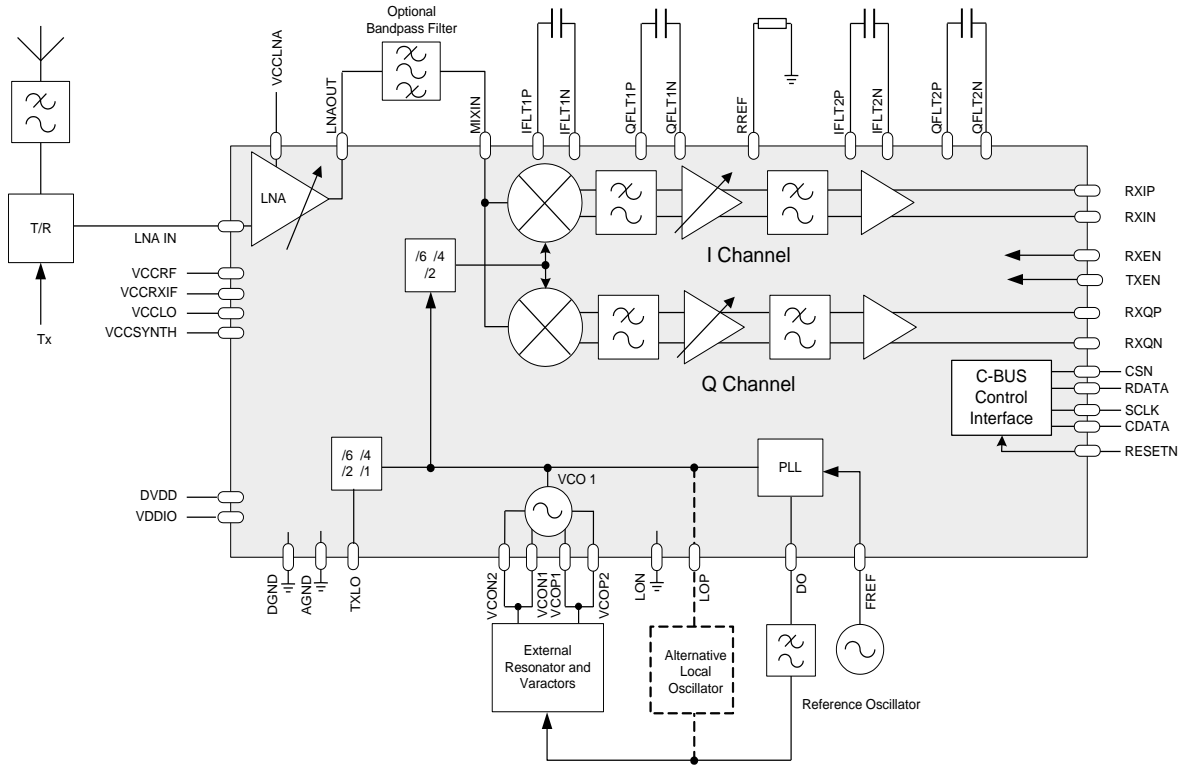 Optional
Bandpass Filter
VCCLNA
LNAOUT
MIXIN
IFLT1P
IFLT1N
QFLT1P
QFLT1N
RREF
IFLT2P
IFLT2N
QFLT2P
QFLT2N
LNA
T/R
LNA IN
Tx
VCCRF
VCCRXIF
VCCLO
VCCSYNTH
/6 /4
/2
I Channel
Q Channel
RXIP
RXIN
RXEN
TXEN
RXQP
RXQN
C-BUS
Control
Interface
CSN
RDATA
SCLK
CDATA
RESETN
/6 /4
/2 /1
VCO 1
PLL
DVDD
VDDIO
DGND
AGND
TXLO
VCON2
VCON1
VCOP1
VCOP2
LON
LOP
DO
FREF
External
Resonator and
Varactors
Alternative
Local
Oscillator
Reference Oscillator